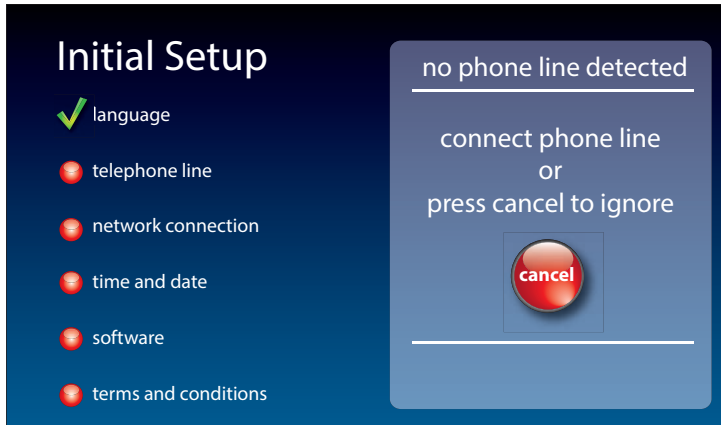 Initial Setup
language
telephone line
network connection
time and date
software
terms and conditions
no phone line detected
connect phone line
or
press cancel to ignore
cancel